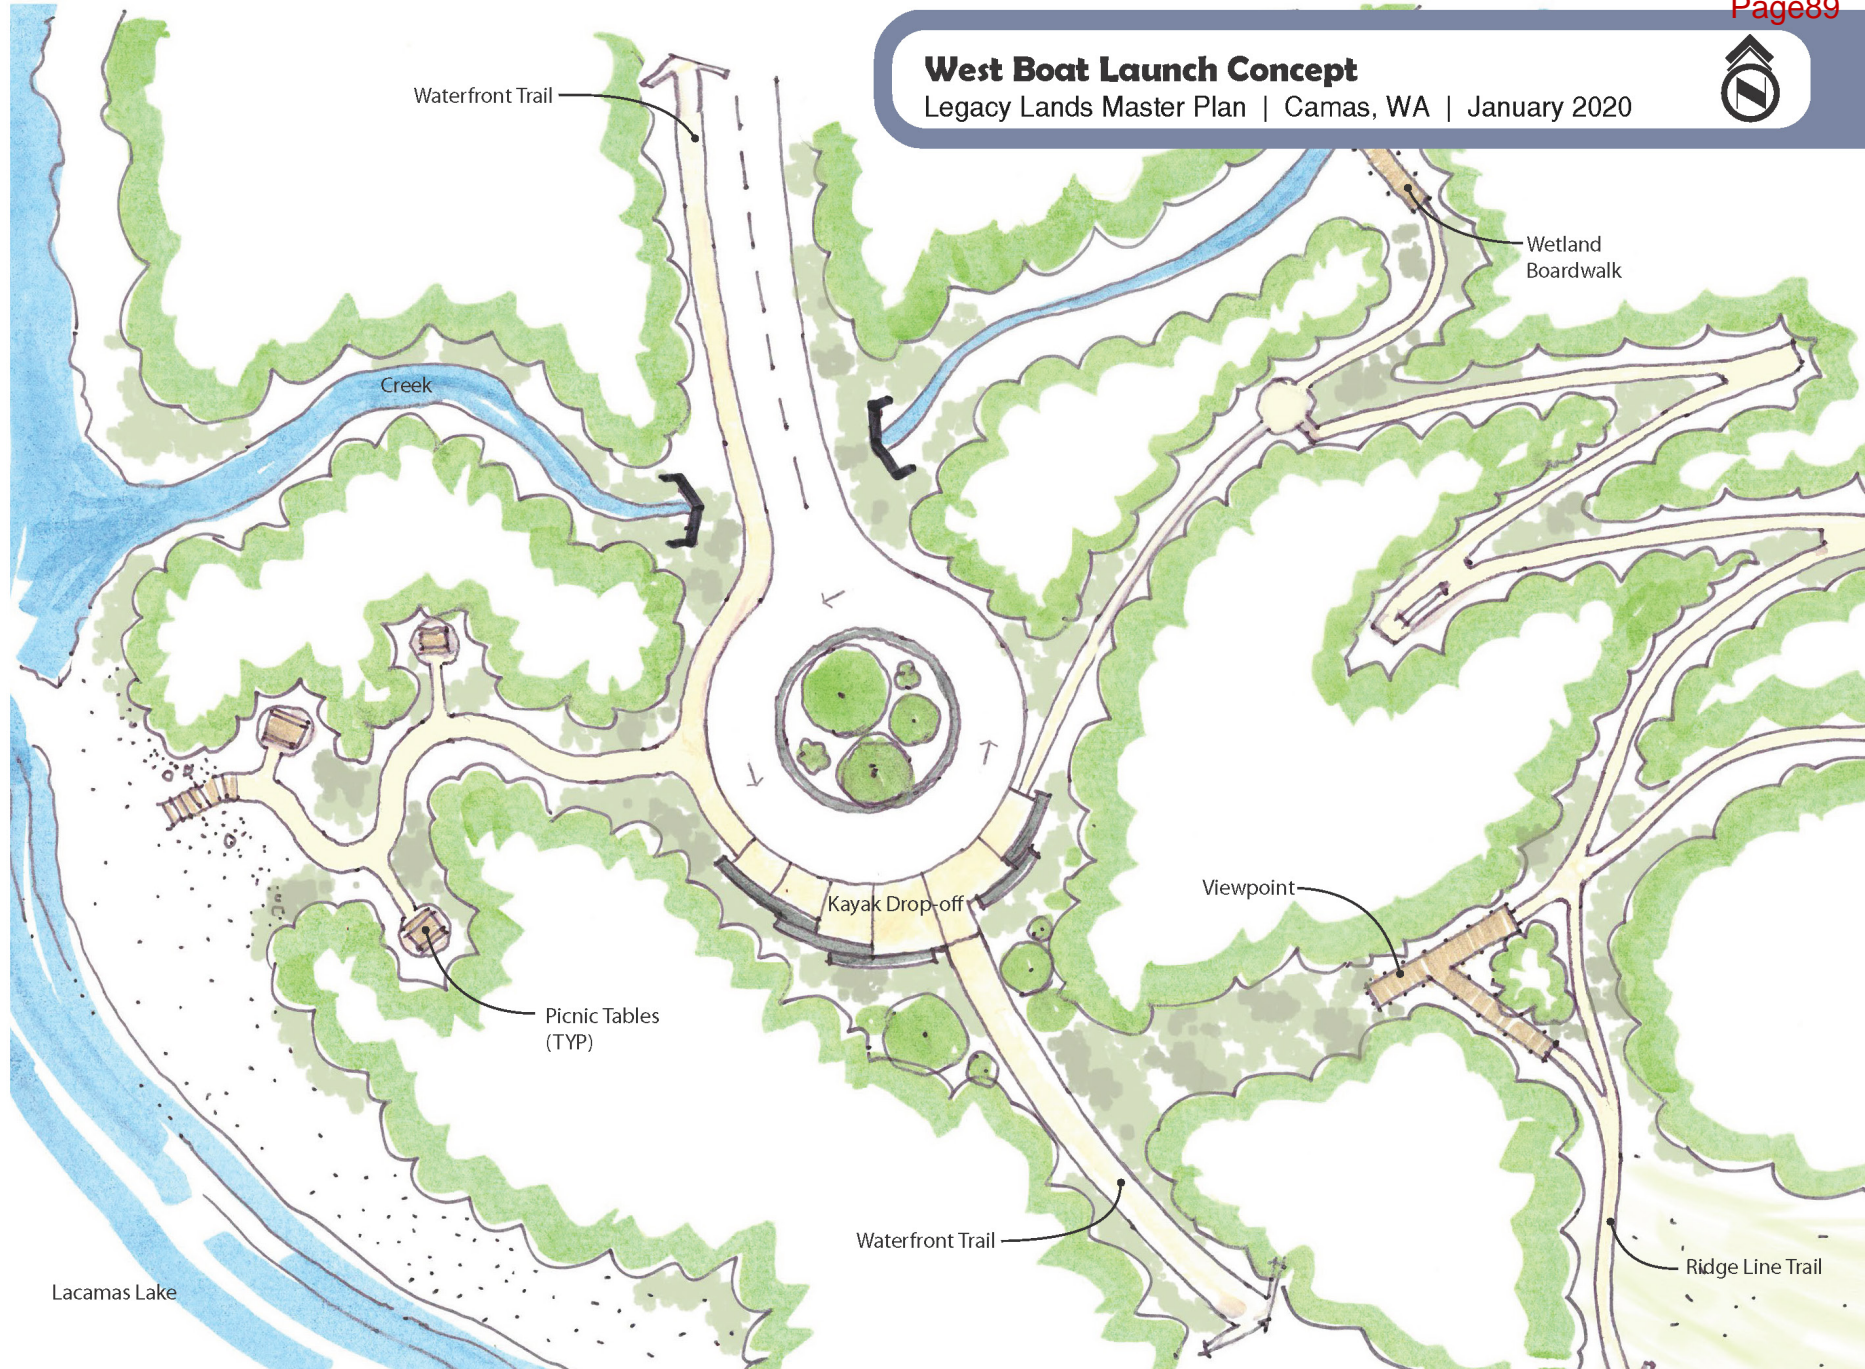 Page89
West Boat Launch Concept
Legacy Lands Master Plan | Camas, WA | January 2020
N
Waterfront Trail
Wetland
Boardwalk
Creek
Viewpoint
Kayak Drop-off
Picnic Tables
(TYP)
Waterfront Trail
Ridge Line Trail
Lacamas Lake